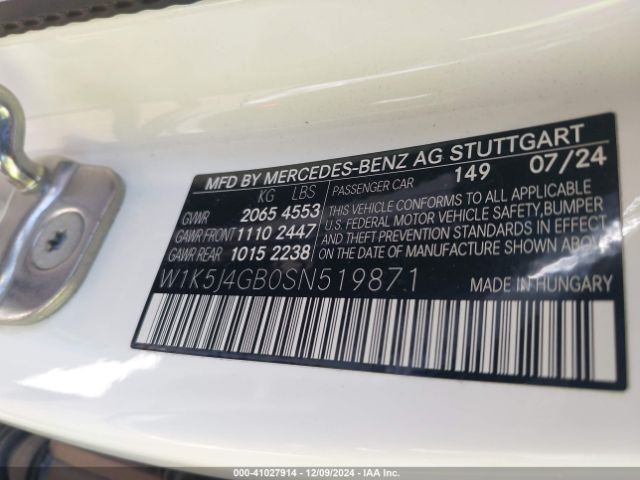 MFD BY MERCEDES-BENZ AG STUTTGART
KG LBS PASSENGER CAR 149 07/24
GVWR 2065 4553
GAWR FRONT 1110 2447
GAWR REAR 1015 2238
THIS VEHICLE CONFORMS TO ALL APPLICABLE
U.S. FEDERAL MOTOR VEHICLE SAFETY, BUMPER
AND THEFT PREVENTION STANDARDS IN EFFECT
ON THE DATE OF MANUFACTURE SHOWN ABOVE.
W1K5J4GB0SN519871
MADE IN HUNGARY
000-41027914 / 12/09/2024 - IAA Inc.